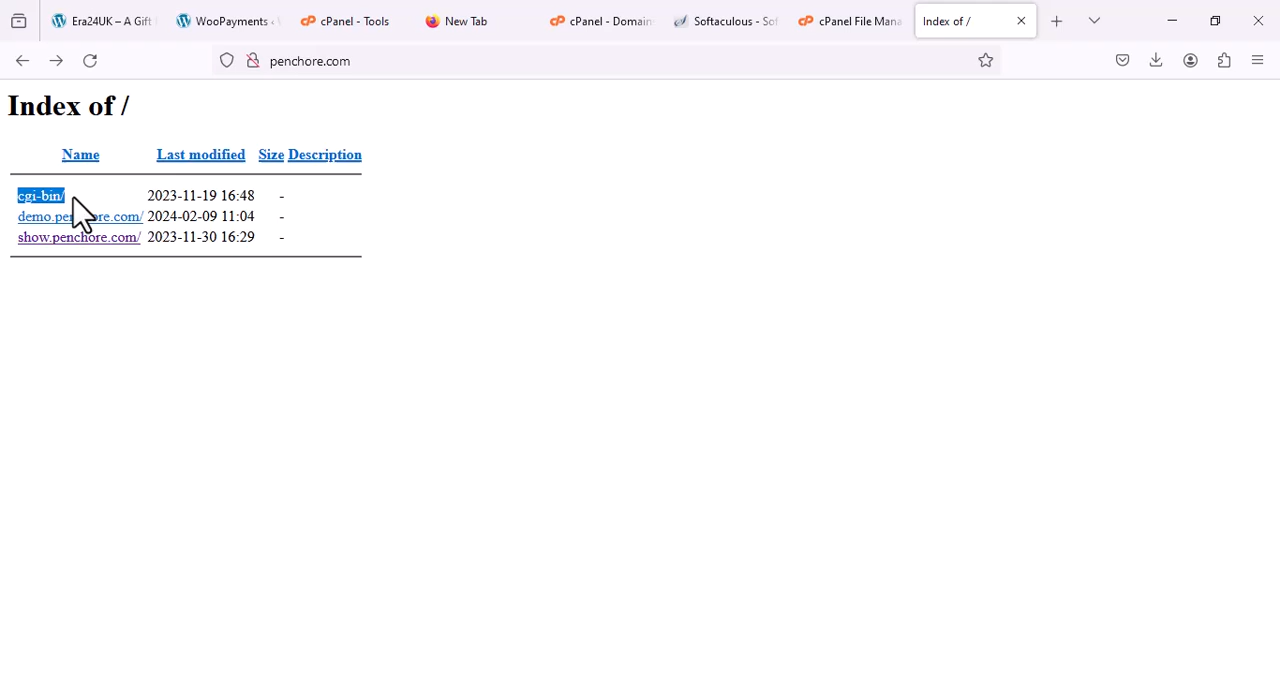 Era24UK – A Gift WooPayments cPanel - Tools New Tab cPanel - Domain Softaculous - Sof cPanel File Mana Index of /
penchore.com
Index of /
Name Last modified Size Description
cgi-bin/ 2023-11-19 16:48 -
demo.penchore.com/ 2024-02-09 11:04 -
show.penchore.com/ 2023-11-30 16:29 -